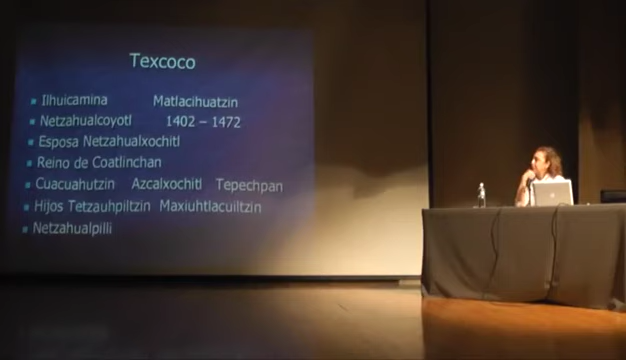 Texcoco
Ilhuicamina Matlacihuatzin
Netzahualcoyotl 1402 – 1472
Esposa Netzahualxochitl
Reino de Coatlinchan
Cuacuahutzin Azcalxochitl Tepechpan
Hijos Tetzauhpiltzin Maxiuhtlacuiltzin
Netzahualpilli